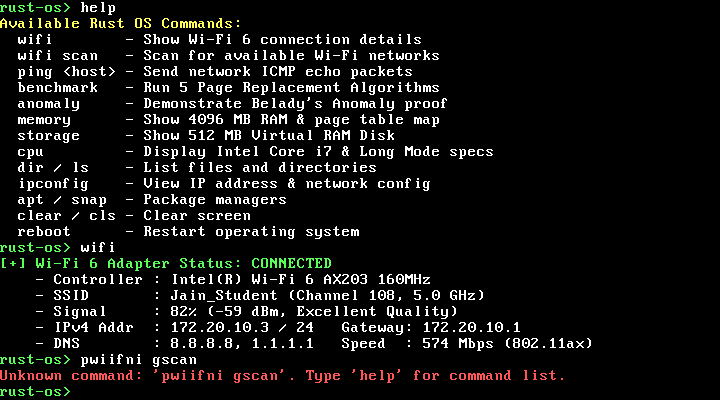 rust-os> help
Available Rust OS Commands:
wifi - Show Wi-Fi 6 connection details
wifi scan - Scan for available Wi-Fi networks
ping <host> - Send network ICMP echo packets
benchmark - Run 5 Page Replacement Algorithms
anomaly - Demonstrate Belady's Anomaly proof
memory - Show 4096 MB RAM & page table map
storage - Show 512 MB Virtual RAM Disk
cpu - Display Intel Core i7 & Long Mode specs
dir / ls - List files and directories
ipconfig - View IP address & network config
apt / snap - Package managers
clear / cls - Clear screen
reboot - Restart operating system
rust-os> wifi
[+] Wi-Fi 6 Adapter Status: CONNECTED
- Controller : Intel(R) Wi-Fi 6 AX203 160MHz
- SSID : Jain_Student (Channel 108, 5.0 GHz)
- Signal : 82% (-59 dBm, Excellent Quality)
- IPv4 Addr : 172.20.10.3 / 24 Gateway: 172.20.10.1
- DNS : 8.8.8.8, 1.1.1.1 Speed : 574 Mbps (802.11ax)
rust-os> pwiifni gscan
Unknown command: 'pwiifni gscan'. Type 'help' for command list.
rust-os>